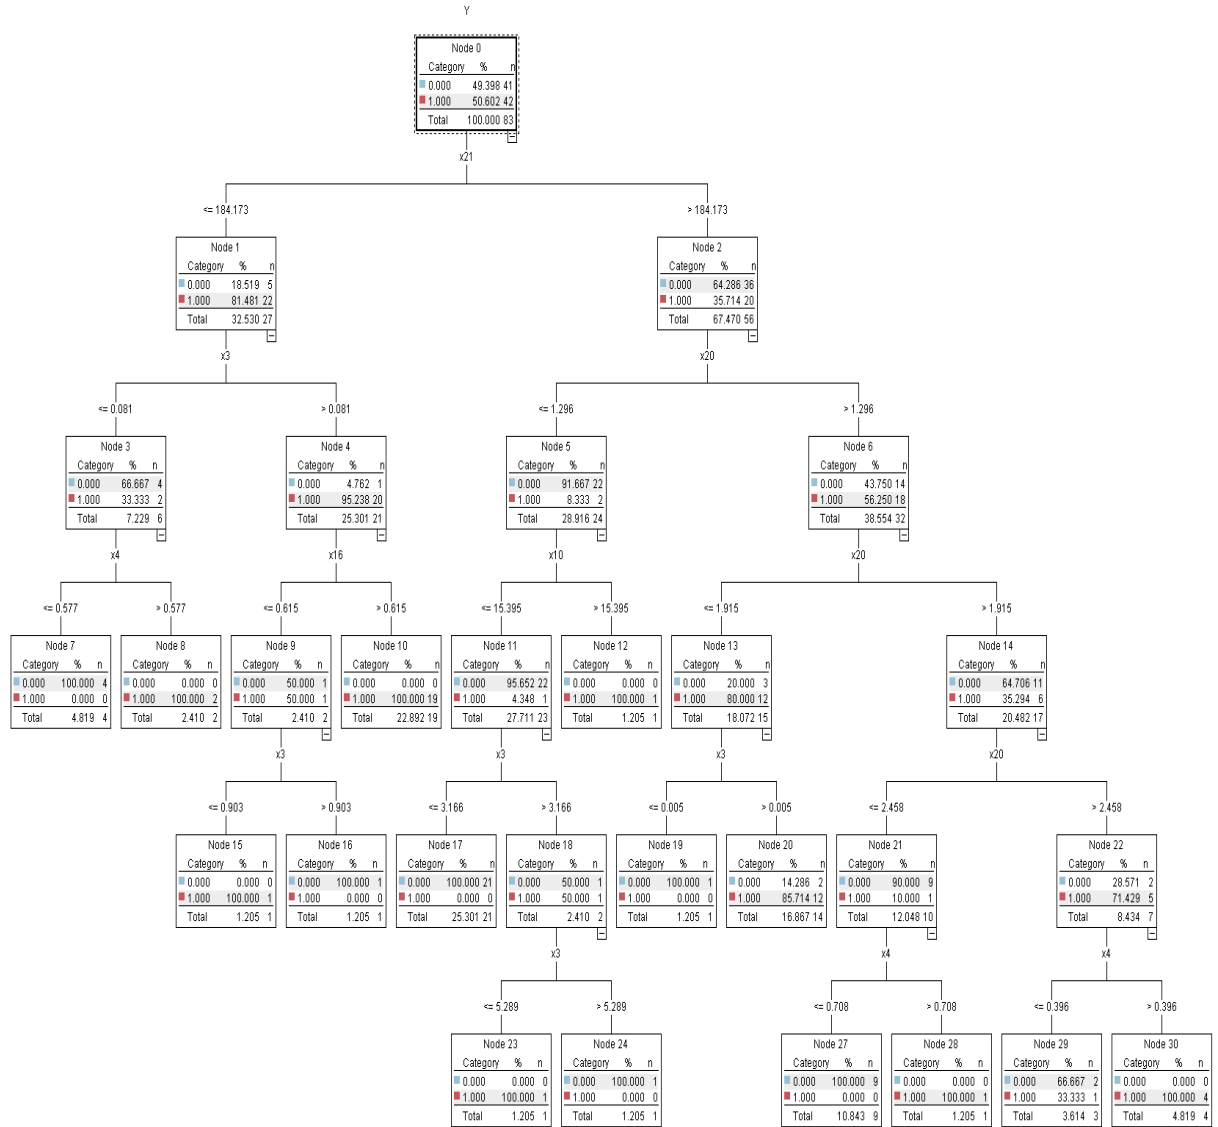 Y
Node 0
Category % n
0.000 49.398 41
1.000 50.602 42
Total 100.000 83
x21
<= 184.173
> 184.173
Node 1
Category % n
0.000 18.519 5
1.000 81.481 22
Total 32.530 27
x3
Node 2
Category % n
0.000 64.286 36
1.000 35.714 20
Total 67.470 56
x20
<= 0.081
> 0.081
<= 1.296
> 1.296
Node 3
Category % n
0.000 66.667 4
1.000 33.333 2
Total 7.229 6
x4
Node 4
Category % n
0.000 4.762 1
1.000 95.238 20
Total 25.301 21
x16
Node 5
Category % n
0.000 91.667 22
1.000 8.333 2
Total 28.916 24
x10
Node 6
Category % n
0.000 43.750 14
1.000 56.250 18
Total 38.554 32
x20
<= 0.577
> 0.577
<= 0.615
> 0.615
<= 15.395
> 15.395
<= 1.915
> 1.915
Node 7
Category % n
0.000 100.000 4
1.000 0.000 0
Total 4.819 4
Node 8
Category % n
0.000 0.000 0
1.000 100.000 2
Total 2.410 2
Node 9
Category % n
0.000 50.000 1
1.000 50.000 1
Total 2.410 2
x3
Node 10
Category % n
0.000 0.000 0
1.000 100.000 19
Total 22.892 19
Node 11
Category % n
0.000 95.652 22
1.000 4.348 1
Total 27.711 23
x3
Node 12
Category % n
0.000 0.000 0
1.000 100.000 1
Total 1.205 1
Node 13
Category % n
0.000 20.000 3
1.000 80.000 12
Total 18.072 15
x3
Node 14
Category % n
0.000 64.706 11
1.000 35.294 6
Total 20.482 17
x20
<= 0.903
> 0.903
<= 3.166
> 3.166
<= 0.005
> 0.005
<= 2.458
> 2.458
Node 15
Category % n
0.000 0.000 0
1.000 100.000 1
Total 1.205 1
Node 16
Category % n
0.000 100.000 1
1.000 0.000 0
Total 1.205 1
Node 17
Category % n
0.000 100.000 21
1.000 0.000 0
Total 25.301 21
Node 18
Category % n
0.000 50.000 1
1.000 50.000 1
Total 2.410 2
x3
Node 19
Category % n
0.000 100.000 1
1.000 0.000 0
Total 1.205 1
Node 20
Category % n
0.000 14.286 2
1.000 85.714 12
Total 16.867 14
Node 21
Category % n
0.000 90.000 9
1.000 10.000 1
Total 12.048 10
x4
Node 22
Category % n
0.000 28.571 2
1.000 71.429 5
Total 8.434 7
x4
<= 5.289
> 5.289
<= 0.708
> 0.708
<= 0.396
> 0.396
Node 23
Category % n
0.000 0.000 0
1.000 100.000 1
Total 1.205 1
Node 24
Category % n
0.000 100.000 1
1.000 0.000 0
Total 1.205 1
Node 27
Category % n
0.000 100.000 9
1.000 0.000 0
Total 10.843 9
Node 28
Category % n
0.000 0.000 0
1.000 100.000 1
Total 1.205 1
Node 29
Category % n
0.000 66.667 2
1.000 33.333 1
Total 3.614 3
Node 30
Category % n
0.000 0.000 0
1.000 100.000 4
Total 4.819 4